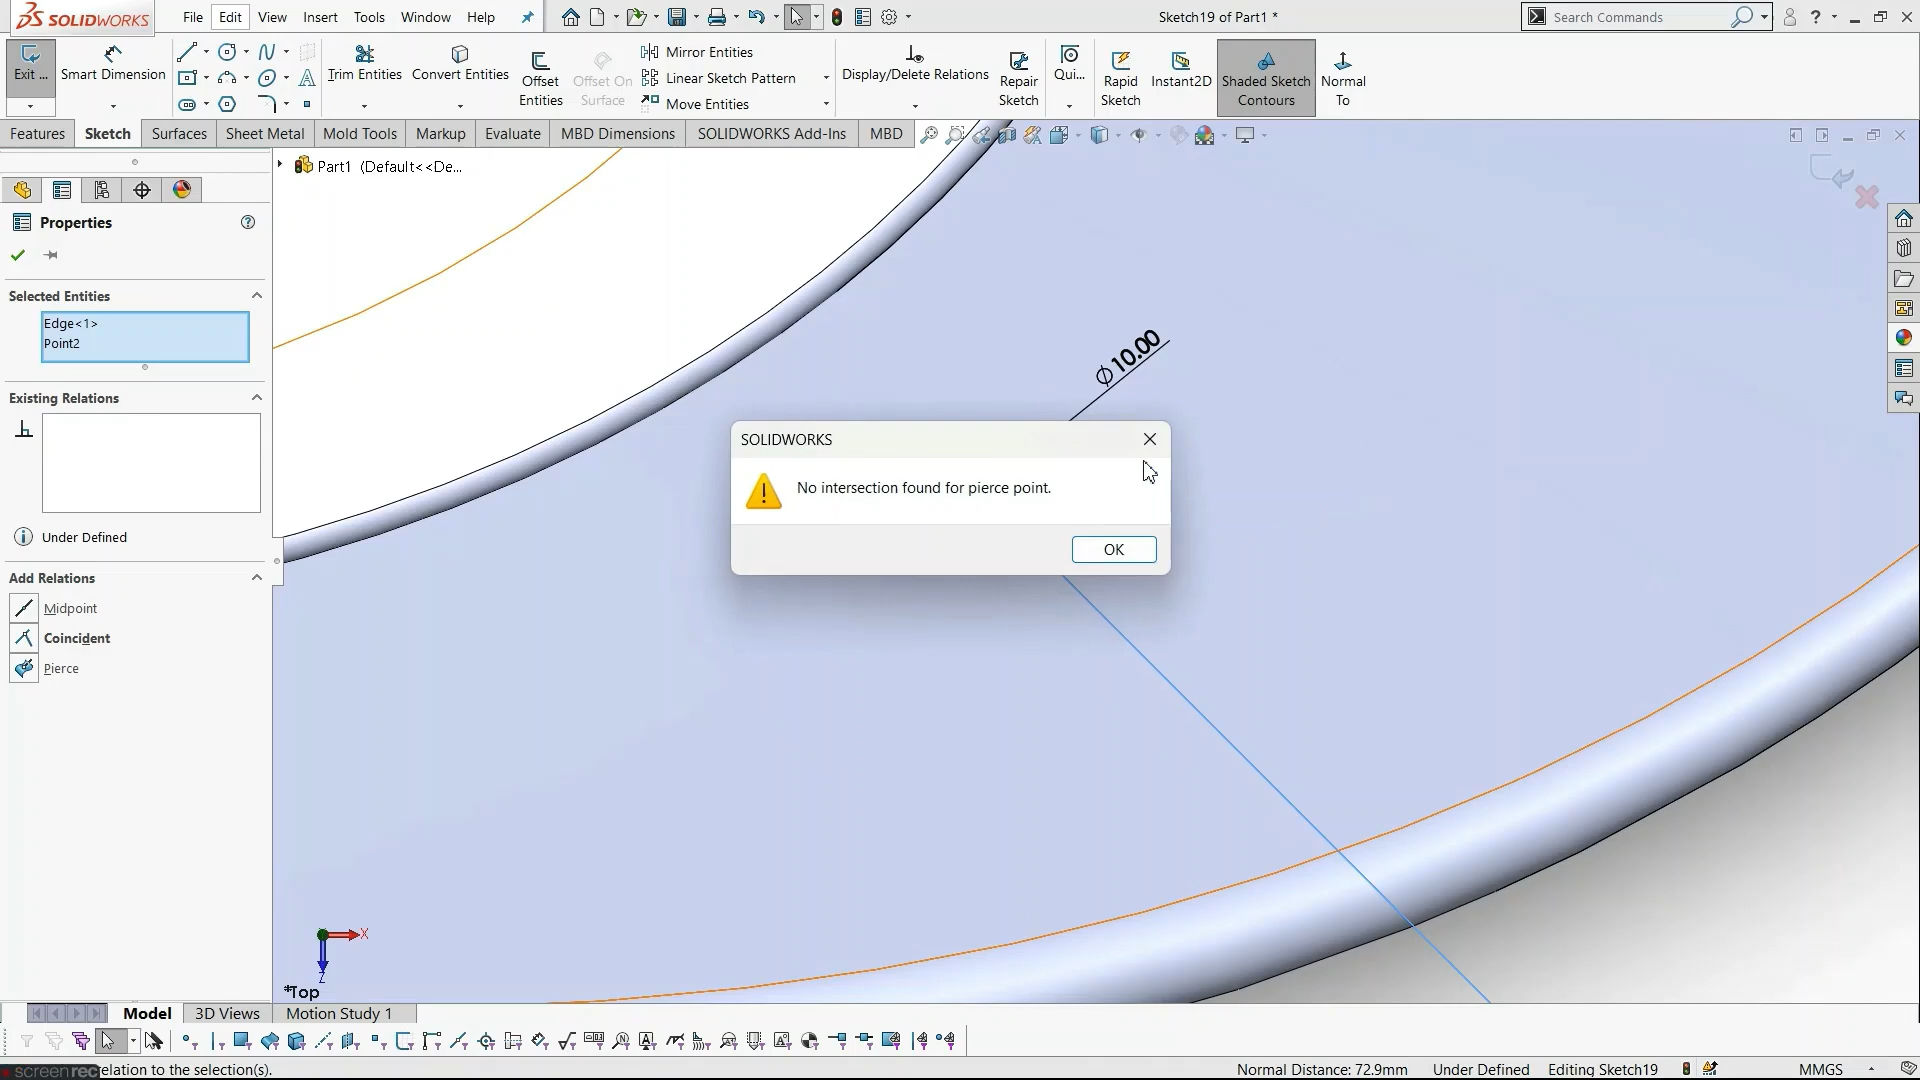 SOLIDWORKS
File Edit View Insert Tools Window Help
Sketch19 of Part1 *
Search Commands
Exit ...
Smart Dimension
Trim Entities
Convert Entities
Offset
Entities
Offset On
Surface
Mirror Entities
Linear Sketch Pattern
Move Entities
Display/Delete Relations
Repair
Sketch
Qui...
Rapid
Sketch
Instant2D
Shaded Sketch
Contours
Normal
To
Features Sketch Surfaces Sheet Metal Mold Tools Markup Evaluate MBD Dimensions SOLIDWORKS Add-Ins MBD
Part1 (Default<<De...
Properties
Selected Entities
Edge<1>
Point2
Existing Relations
Under Defined
Add Relations
Midpoint
Coincident
Pierce
Φ10.00
SOLIDWORKS
No intersection found for pierce point.
OK
X
Z
*Top
Model 3D Views Motion Study 1
screenrec
relation to the selection(s).
Normal Distance: 72.9mm Under Defined Editing Sketch19 MMGS